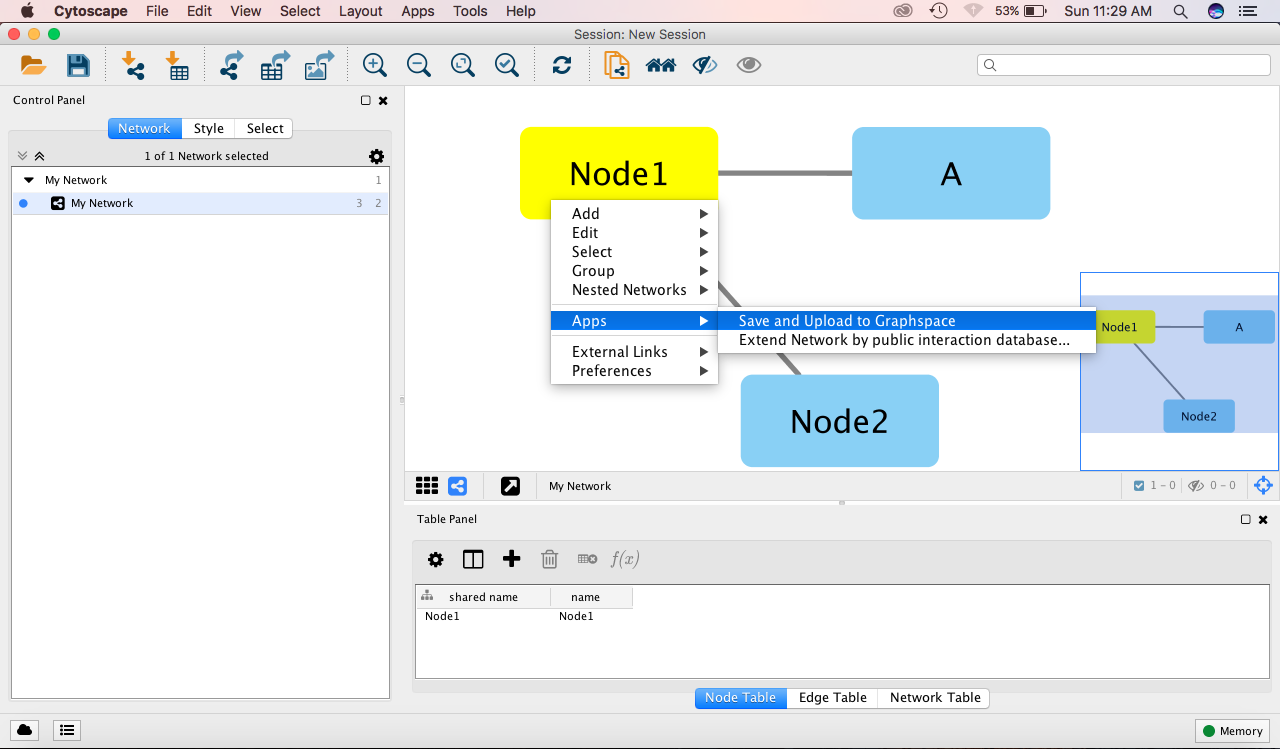 Cytoscape File Edit View Select Layout Apps Tools Help 53% Sun 11:29 AM
Session: New Session
Control Panel
Network Style Select
1 of 1 Network selected
My Network 1
My Network 3 2
Node1
A
Add
Edit
Select
Group
Nested Networks
Apps
External Links
Preferences
Save and Upload to Graphspace
Extend Network by public interaction database...
Node2
Node1
A
Node2
My Network
1 - 0 0 - 0
Table Panel
f(x)
shared name name
Node1 Node1
Node Table Edge Table Network Table
Memory